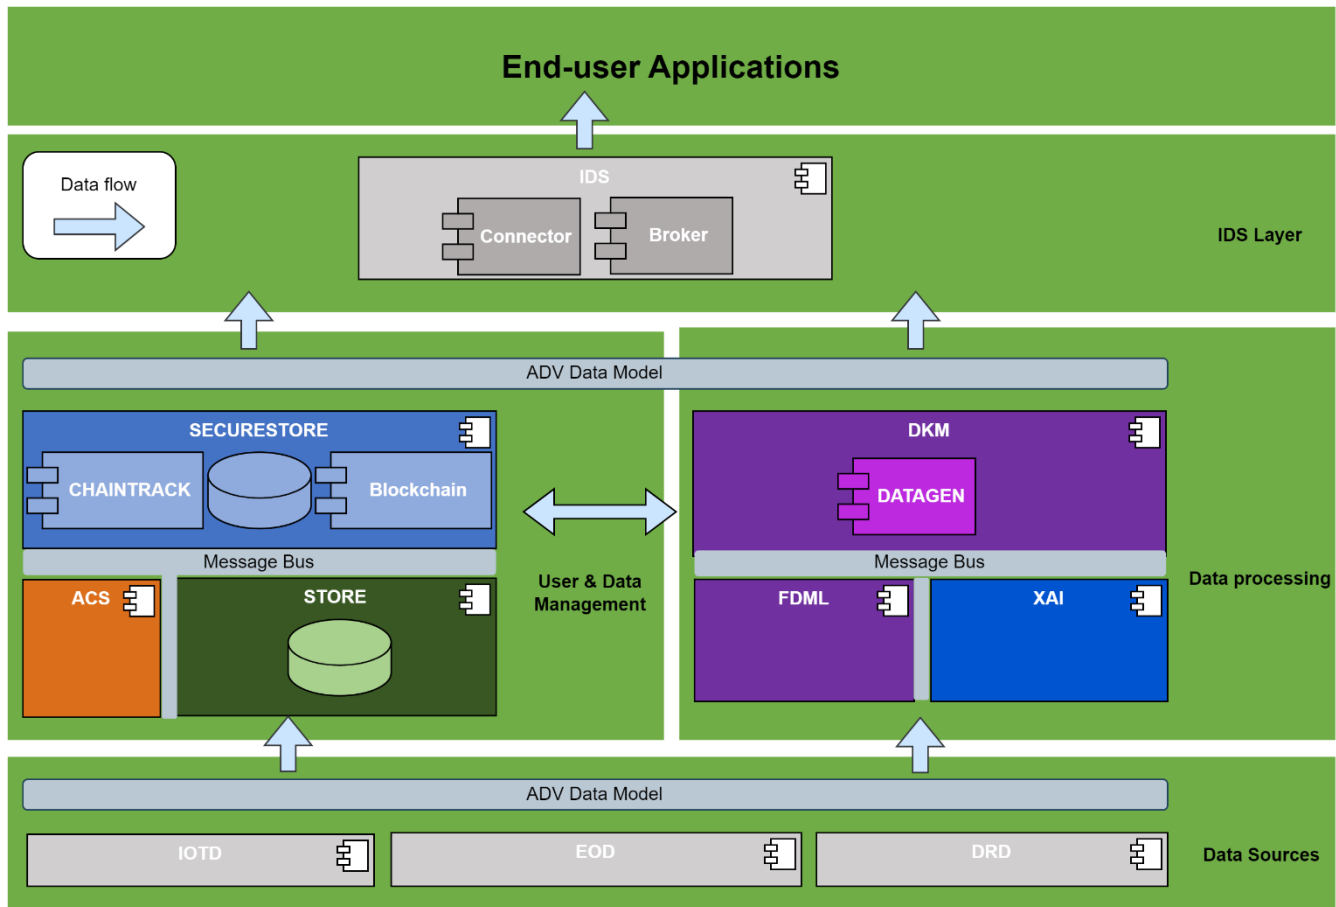 End-user Applications
Data flow
IDS
Connector
Broker
IDS Layer
ADV Data Model
SECURESTORE
CHAINTRACK
Blockchain
Message Bus
ACS
STORE
User & Data
Management
DKM
DATAGEN
Message Bus
FDML
XAI
Data processing
ADV Data Model
IOTD
EOD
DRD
Data Sources